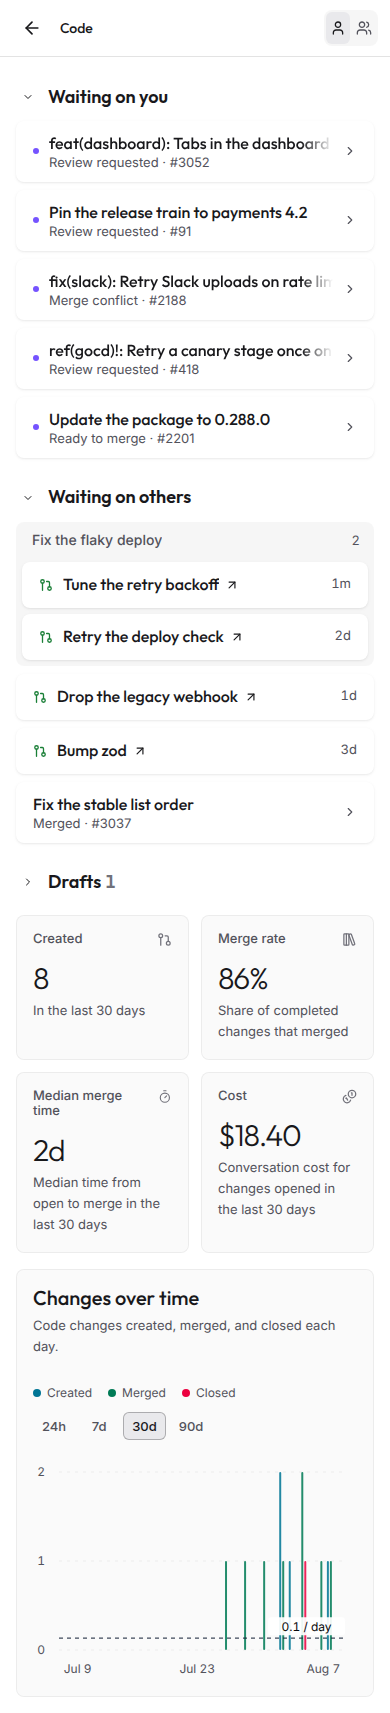 Code
Waiting on you
feat(dashboard): Tabs in the dashboard
Review requested · #3052
Pin the release train to payments 4.2
Review requested · #91
fix(slack): Retry Slack uploads on rate lin
Merge conflict · #2188
ref(gocd)!: Retry a canary stage once on
Review requested · #418
Update the package to 0.288.0
Ready to merge · #2201
Waiting on others
Fix the flaky deploy 2
Tune the retry backoff 1m
Retry the deploy check 2d
Drop the legacy webhook 1d
Bump zod 3d
Fix the stable list order
Merged · #3037
Drafts 1
Created
8
In the last 30 days
Merge rate
86%
Share of completed
changes that merged
Median merge
time
2d
Median time from
open to merge in the
last 30 days
Cost
$18.40
Conversation cost for
changes opened in
the last 30 days
Changes over time
Code changes created, merged, and closed each
day.
Created Merged Closed
24h 7d 30d 90d
2
1
0.1 / day
0
Jul 9 Jul 23 Aug 7